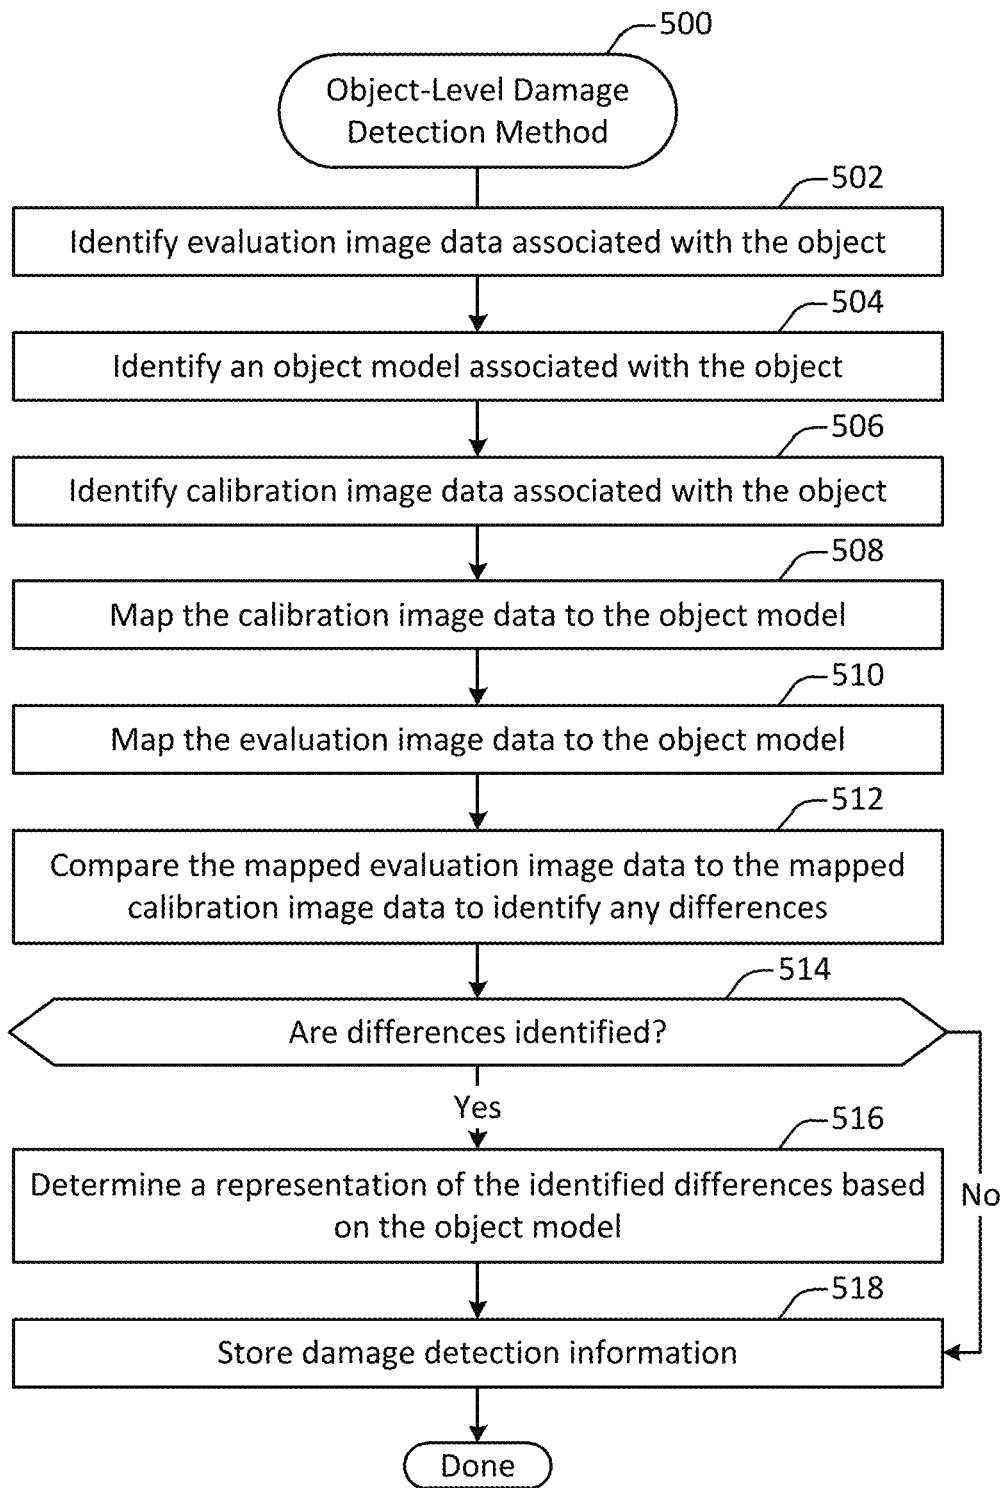 500
Object-Level Damage
Detection Method
502
Identify evaluation image data associated with the object
504
Identify an object model associated with the object
506
Identify calibration image data associated with the object
508
Map the calibration image data to the object model
510
Map the evaluation image data to the object model
512
Compare the mapped evaluation image data to the mapped
calibration image data to identify any differences
514
Are differences identified?
Yes
516
Determine a representation of the identified differences based
on the object model
No
518
Store damage detection information
Done